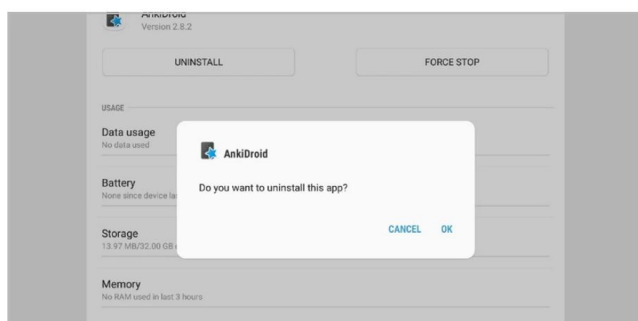 AnkiDroid
Version 2.8.2
UNINSTALL
FORCE STOP
USAGE
Data usage
No data used
AnkiDroid
Do you want to uninstall this app?
CANCEL OK
Battery
None since device la
Storage
13.97 MB/32.00 GB
Memory
No RAM used in last 3 hours